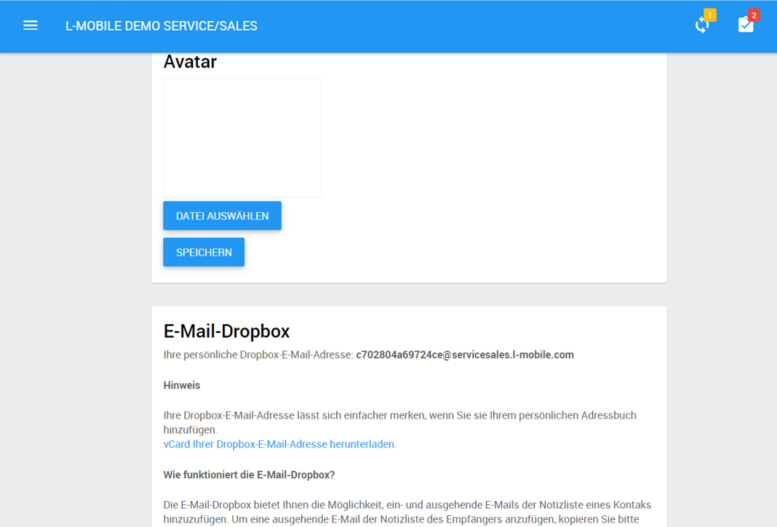 L-MOBILE DEMO SERVICE/SALES
1
2
Avatar
DATEI AUSWÄHLEN
SPEICHERN
E-Mail-Dropbox
Ihre persönliche Dropbox-E-Mail-Adresse: c702804a69724ce@servicesales.l-mobile.com
Hinweis
Ihre Dropbox-E-Mail-Adresse lässt sich einfacher merken, wenn Sie sie Ihrem persönlichen Adressbuch
hinzufügen.
vCard Ihrer Dropbox-E-Mail-Adresse herunterladen.
Wie funktioniert die E-Mail-Dropbox?
Die E-Mail-Dropbox bietet Ihnen die Möglichkeit, ein- und ausgehende E-Mails der Notizliste eines Kontaks
hinzuzufügen. Um eine ausgehende E-Mail der Notizliste des Empfängers anzufügen, kopieren Sie bitte